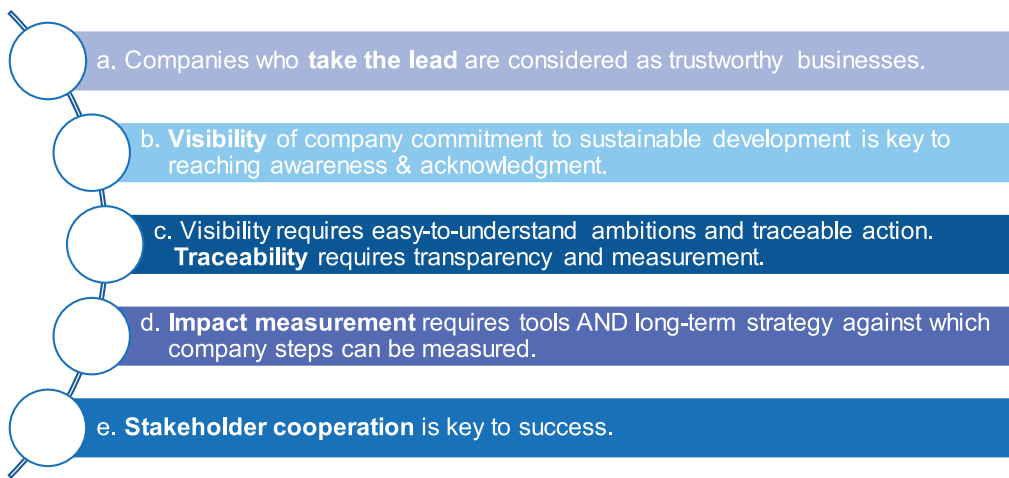 a. Companies who take the lead are considered as trustworthy businesses.
b. Visibility of company commitment to sustainable development is key to
reaching awareness & acknowledgment.
c. Visibility requires easy-to-understand ambitions and traceable action.
Traceability requires transparency and measurement.
d. Impact measurement requires tools AND long-term strategy against which
company steps can be measured.
e. Stakeholder cooperation is key to success.